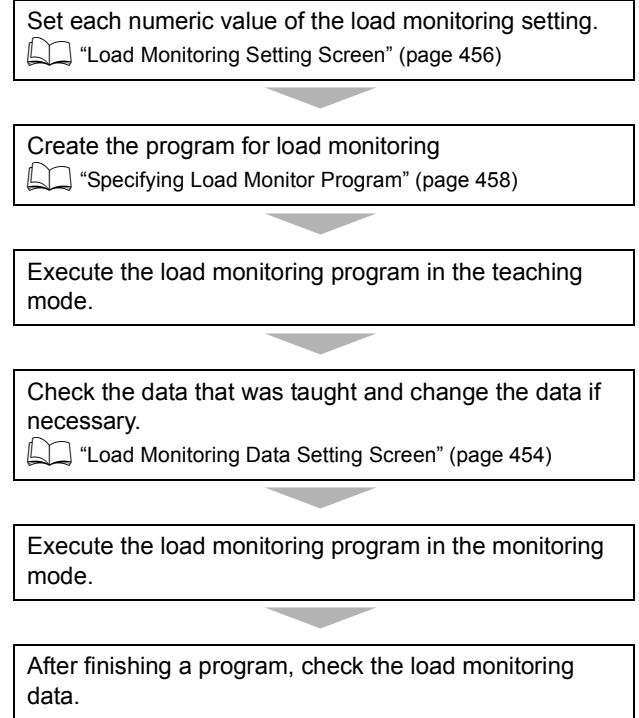 Set each numeric value of the load monitoring setting.
“Load Monitoring Setting Screen” (page 456)
Create the program for load monitoring
“Specifying Load Monitor Program” (page 458)
Execute the load monitoring program in the teaching
mode.
Check the data that was taught and change the data if
necessary.
“Load Monitoring Data Setting Screen” (page 454)
Execute the load monitoring program in the monitoring
mode.
After finishing a program, check the load monitoring
data.